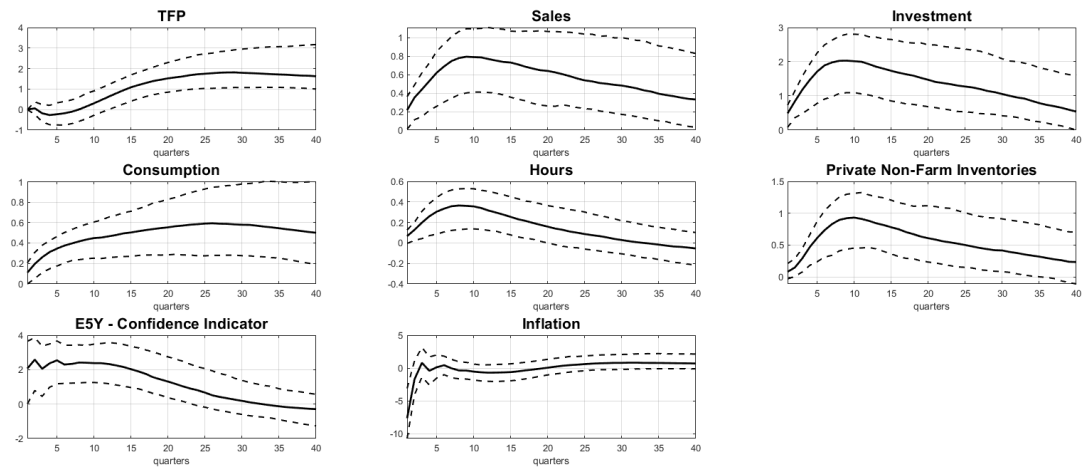 TFP
4
3
2
1
0
-1
5 10 15 20 25 30 35 40
quarters
Sales
1
0.8
0.6
0.4
0.2
0
5 10 15 20 25 30 35 40
quarters
Investment
3
2
1
0
5 10 15 20 25 30 35 40
quarters
Consumption
1
0.8
0.6
0.4
0.2
0
5 10 15 20 25 30 35 40
quarters
Hours
0.6
0.4
0.2
0
-0.2
-0.4
5 10 15 20 25 30 35 40
quarters
Private Non-Farm Inventories
1.5
1
0.5
0
5 10 15 20 25 30 35 40
quarters
E5Y - Confidence Indicator
4
2
0
-2
5 10 15 20 25 30 35 40
quarters
Inflation
5
0
-5
-10
5 10 15 20 25 30 35 40
quarters